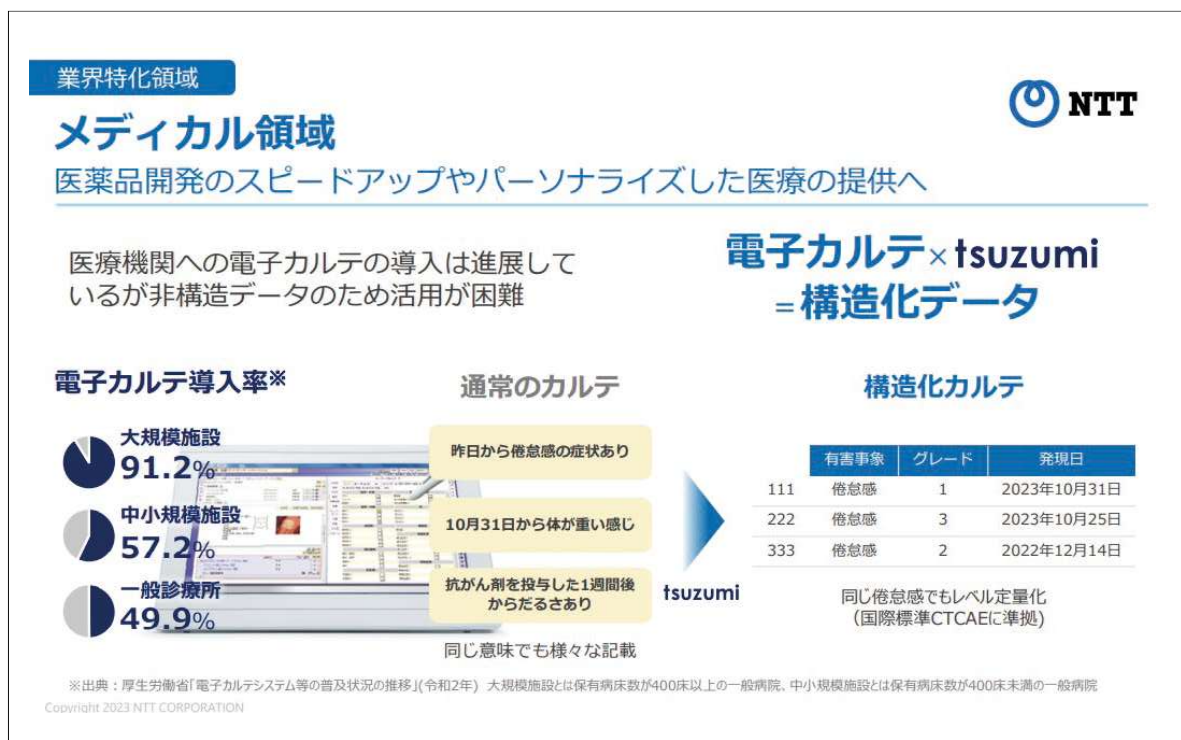 業界特化領域
NTT
メディカル領域
医薬品開発のスピードアップやパーソナライズした医療の提供へ
医療機関への電子カルテの導入は進展して
いるが非構造データのため活用が困難
電子カルテ×tsuzumi
=構造化データ
電子カルテ導入率※
大規模施設
91.2%
中小規模施設
57.2%
一般診療所
49.9%
通常のカルテ
昨日から倦怠感の症状あり
10月31日から体が重い感じ
抗がん剤を投与した1週間後
からだるさあり
同じ意味でも様々な記載
tsuzumi
構造化カルテ
有害事象 グレード 発現日
111 倦怠感 1 2023年10月31日
222 倦怠感 3 2023年10月25日
333 倦怠感 2 2022年12月14日
同じ倦怠感でもレベル定量化
(国際標準CTCAEに準拠)
※出典：厚生労働省「電子カルテシステム等の普及状況の推移」(令和2年) 大規模施設とは保有病床数が400床以上の一般病院、中小規模施設とは保有病床数が400床未満の一般病院
Copyright 2023 NTT CORPORATION